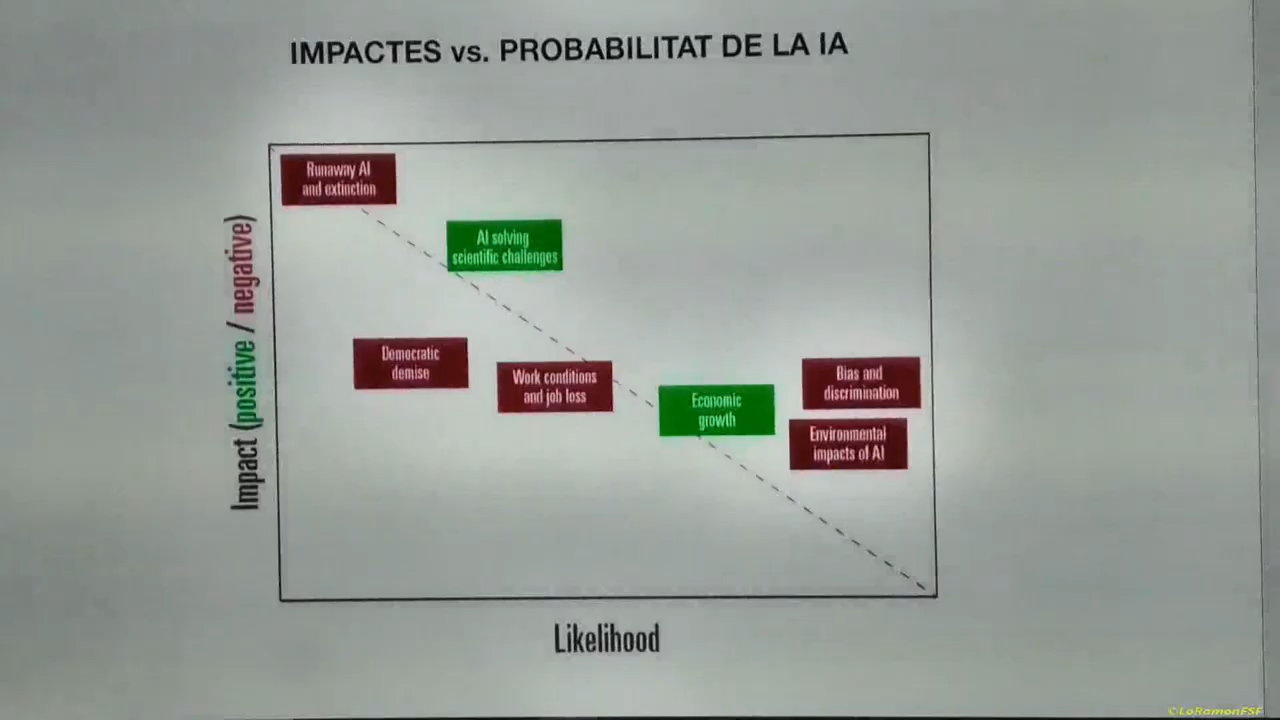 IMPACTES vs. PROBABILITAT DE LA IA
Impact (positive / negative)
Runaway AI
and extinction
AI solving
scientific challenges
Democratic
demise
Work conditions
and job loss
Economic
growth
Bias and
discrimination
Environmental
impacts of AI
Likelihood
©LoRamonFSF